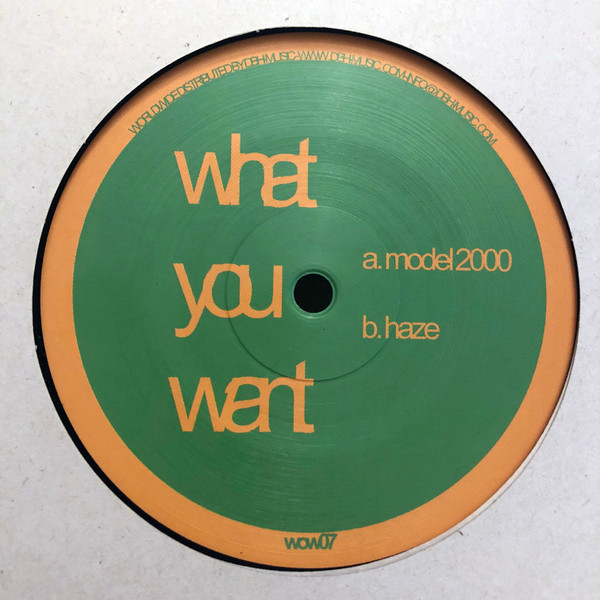 WORLDWIDE DISTRIBUTED BY DBH MUSIC-WWW.DBHMUSIC.COM-INFO@DBHMUSIC.COM
what
you
want
a. model 2000
b. haze
wow07